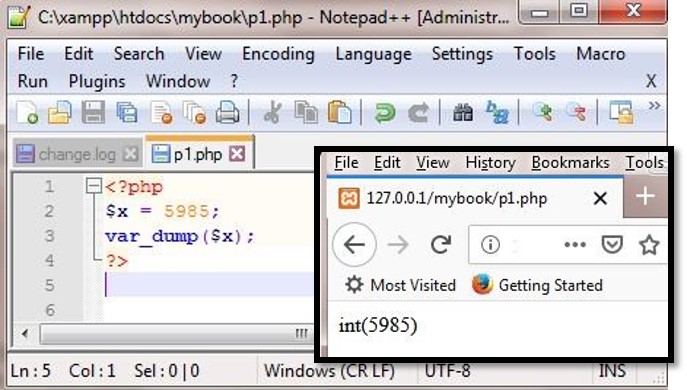 C:\xampp\htdocs\mybook\p1.php - Notepad++ [Administr...
File Edit Search View Encoding Language Settings Tools Macro
Run Plugins Window ? X
change.log p1.php
1 <?php
2 $x = 5985;
3 var_dump($x);
4 ?>
5
6
Ln : 5 Col : 1 Sel : 0 | 0 Windows (CR LF) UTF-8 INS
File Edit View History Bookmarks Tools
127.0.0.1/mybook/p1.php
Most Visited Getting Started
int(5985)